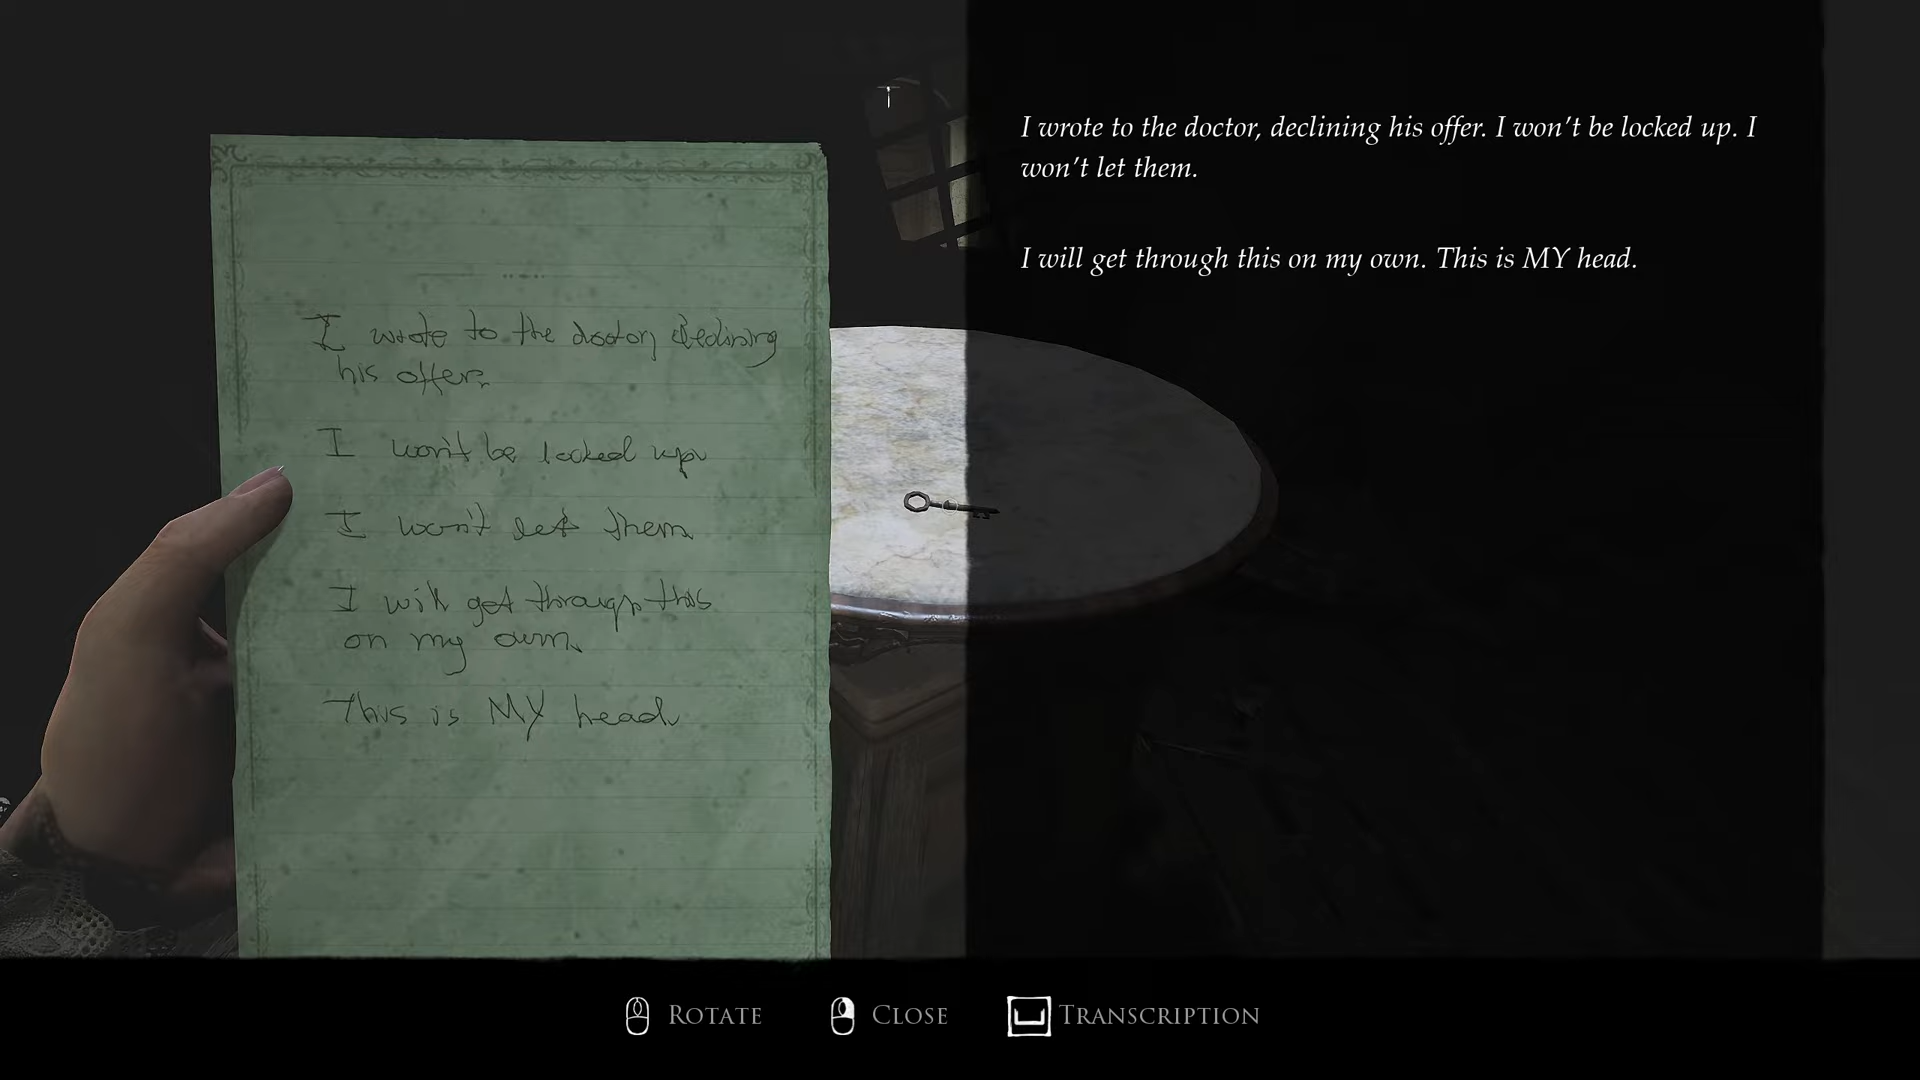 I wrote to the doctor, declining
his offer.
I won't be locked up
I won't let them
I will get through this
on my own.
This is MY head
I wrote to the doctor, declining his offer. I won't be locked up. I
won't let them.
I will get through this on my own. This is MY head.
ROTATE
CLOSE
TRANSCRIPTION